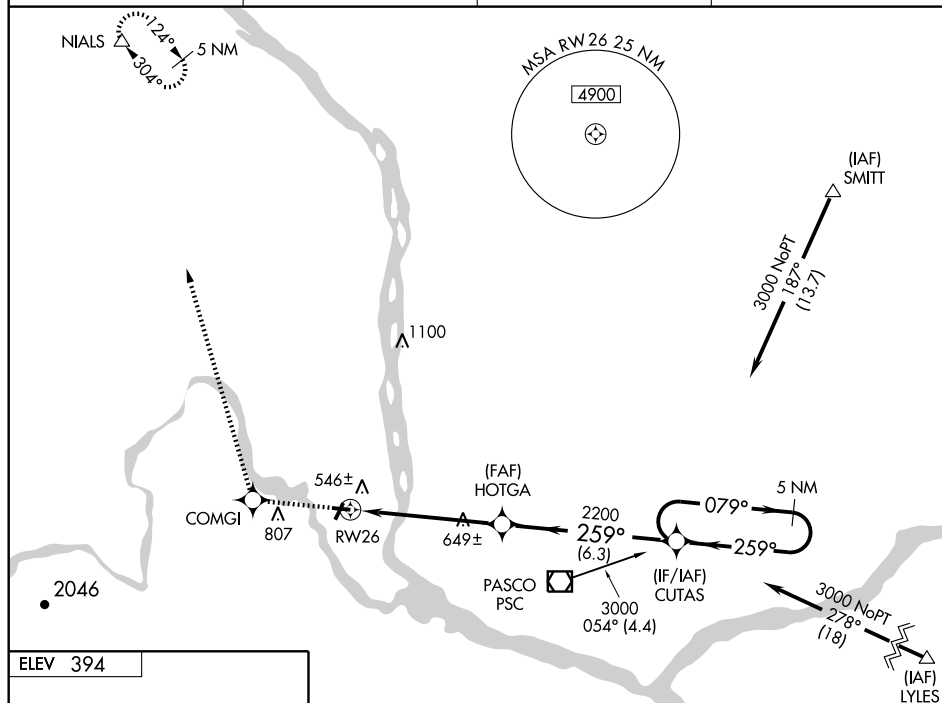 NIALS
124°
304°
5 NM
MSA RW26 25 NM
4900
(IAF)
SMITT
3000 NoPT
187°
(13.7)
1100
546±
(FAF)
HOTGA
5 NM
079°
2200
259°
(6.3)
259°
COMGI
807
RW26
649±
(IF/IAF)
CUTAS
PASCO
PSC
3000
054° (4.4)
2046
3000 NoPT
278°
(18)
(IAF)
LYLES
ELEV 394